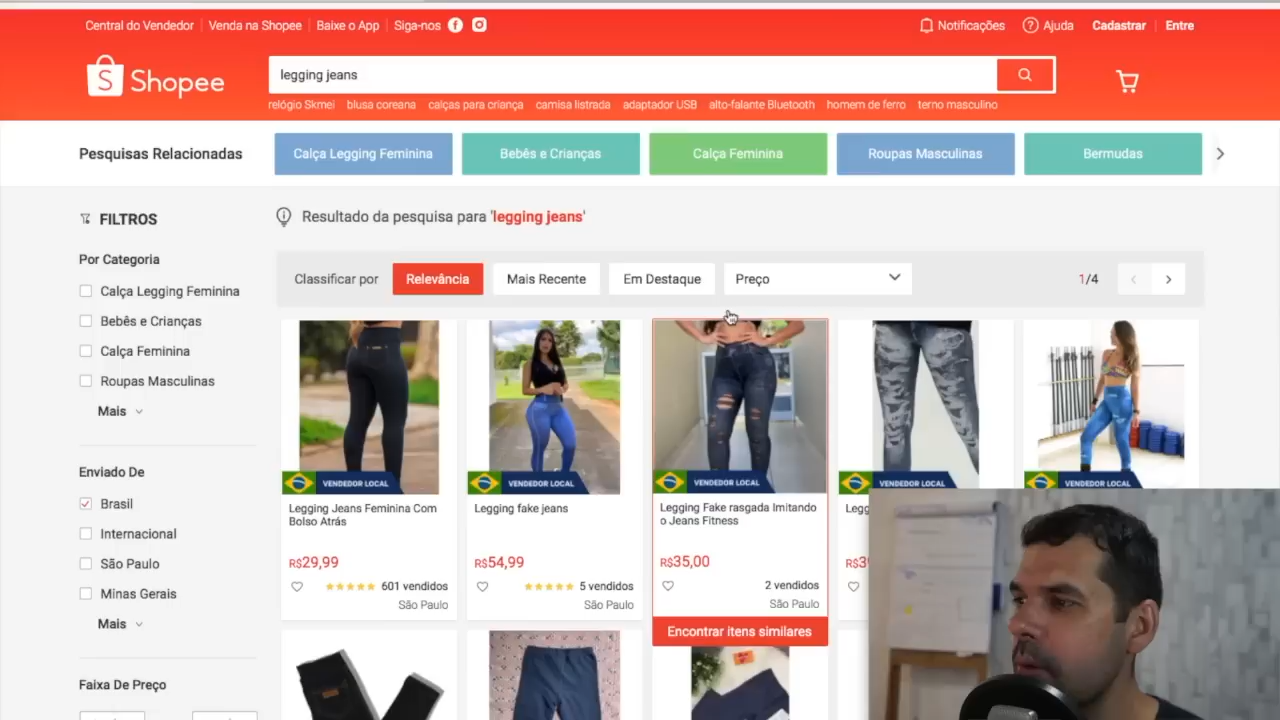 Central do Vendedor Venda na Shopee Baixe o App Siga-nos Notificações Ajuda Cadastrar Entre
Shopee legging jeans
relógio Skmei blusa coreana calças para criança camisa listrada adaptador USB alto-falante Bluetooth homem de ferro terno masculino
Pesquisas Relacionadas Calça Legging Feminina Bebês e Crianças Calça Feminina Roupas Masculinas Bermudas
FILTROS
Por Categoria
Calça Legging Feminina
Bebês e Crianças
Calça Feminina
Roupas Masculinas
Mais
Enviado De
Brasil
Internacional
São Paulo
Minas Gerais
Mais
Faixa De Preço
Resultado da pesquisa para 'legging jeans'
Classificar por Relevância Mais Recente Em Destaque Preço 1/4
VENDEDOR LOCAL
Legging Jeans Feminina Com
Bolso Atrás
R$29,99
601 vendidos
São Paulo
VENDEDOR LOCAL
Legging fake jeans
R$54,99
5 vendidos
São Paulo
VENDEDOR LOCAL
Legging Fake rasgada Imitando
o Jeans Fitness
R$35,00
2 vendidos
São Paulo
Encontrar itens similares
VENDEDOR LOCAL
VENDEDOR LOCAL